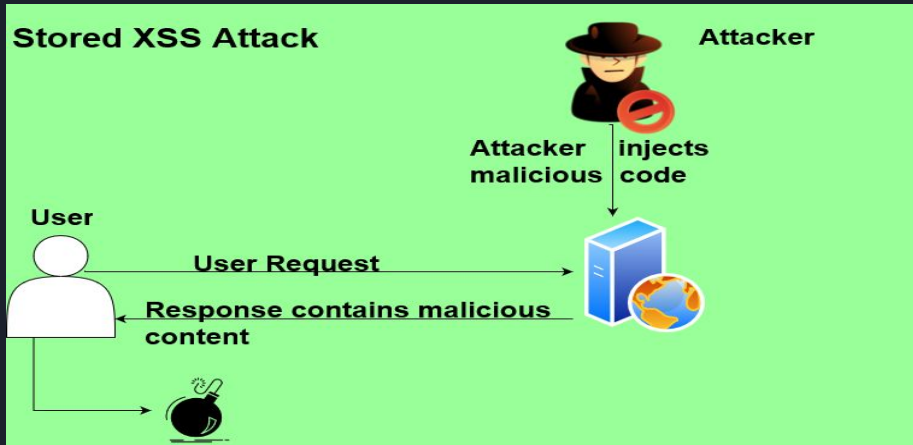 Stored XSS Attack
Attacker
Attacker injects
malicious code
User
User Request
Response contains malicious
content